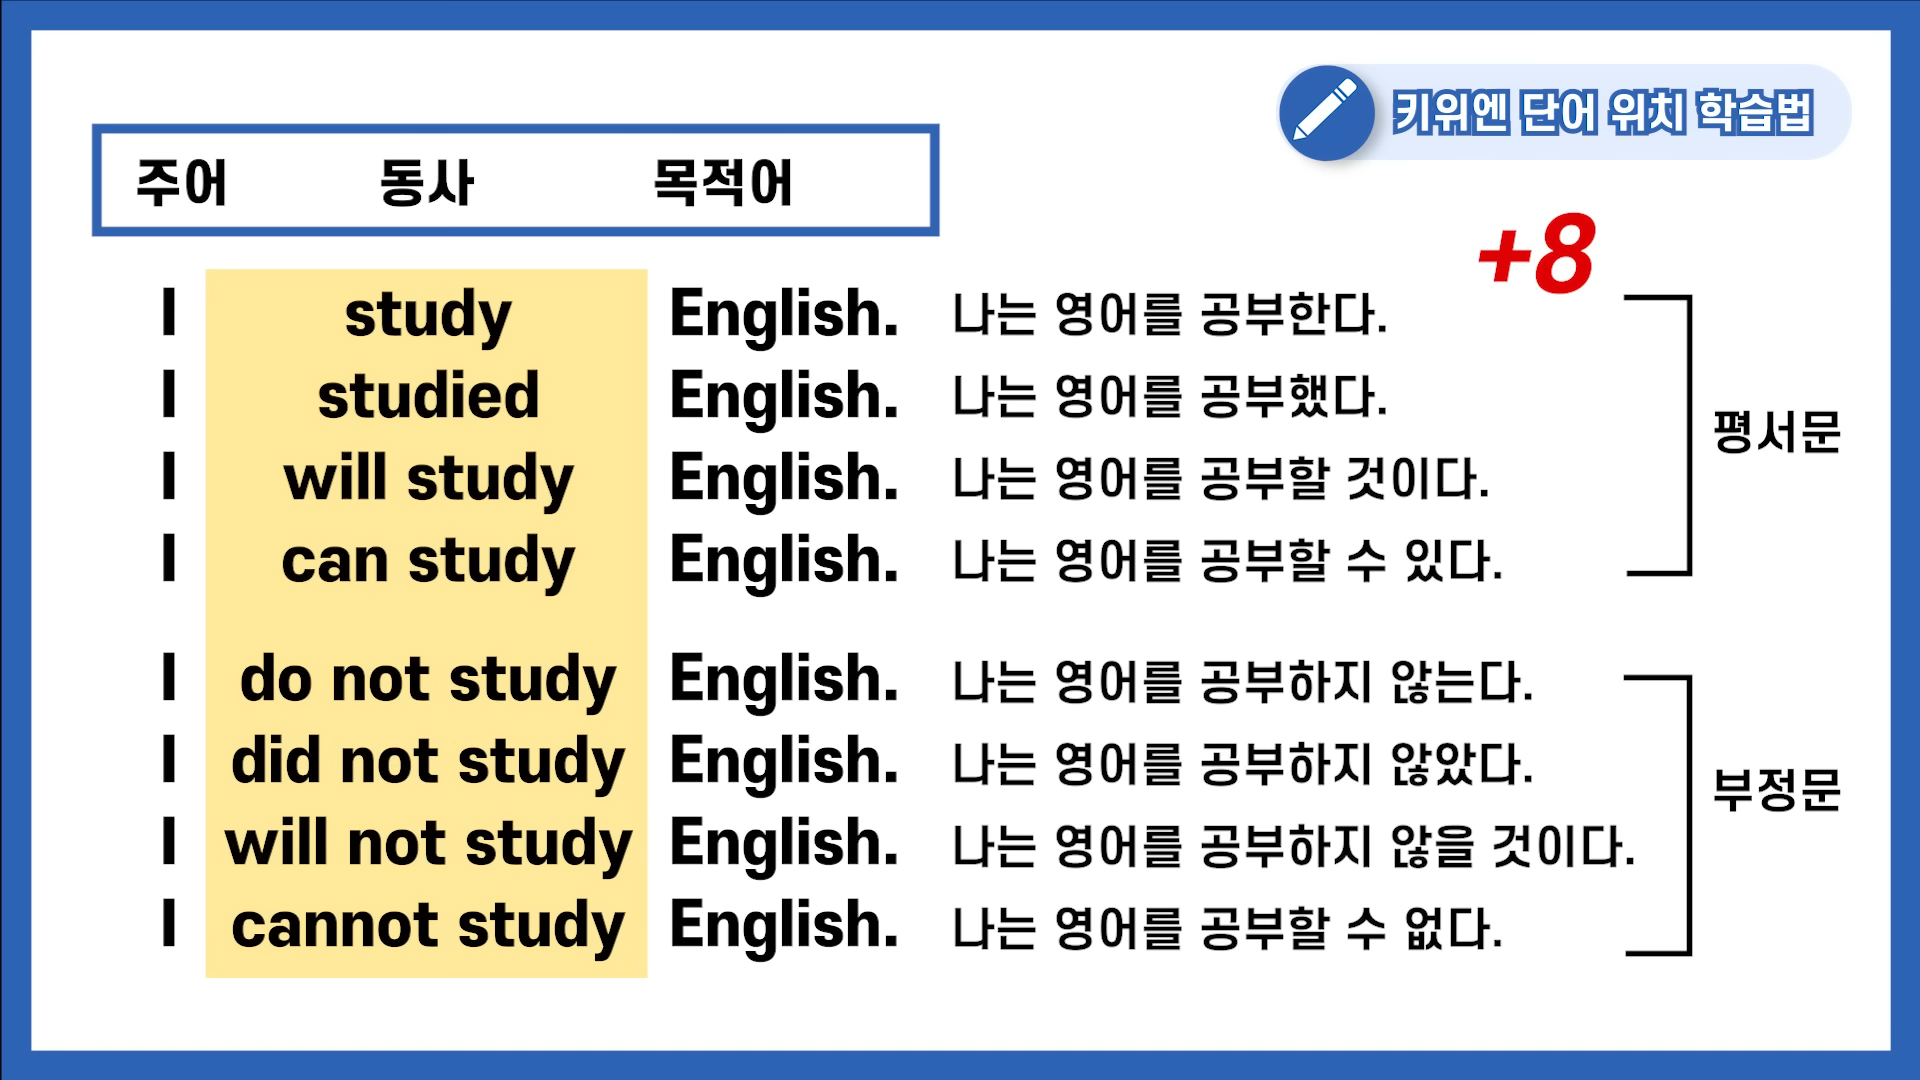 키위엔 단어 위치 학습법
주어 동사 목적어
+8
I study English. 나는 영어를 공부한다.
I studied English. 나는 영어를 공부했다.
I will study English. 나는 영어를 공부할 것이다.
I can study English. 나는 영어를 공부할 수 있다.
평서문
I do not study English. 나는 영어를 공부하지 않는다.
I did not study English. 나는 영어를 공부하지 않았다.
I will not study English. 나는 영어를 공부하지 않을 것이다.
I cannot study English. 나는 영어를 공부할 수 없다.
부정문